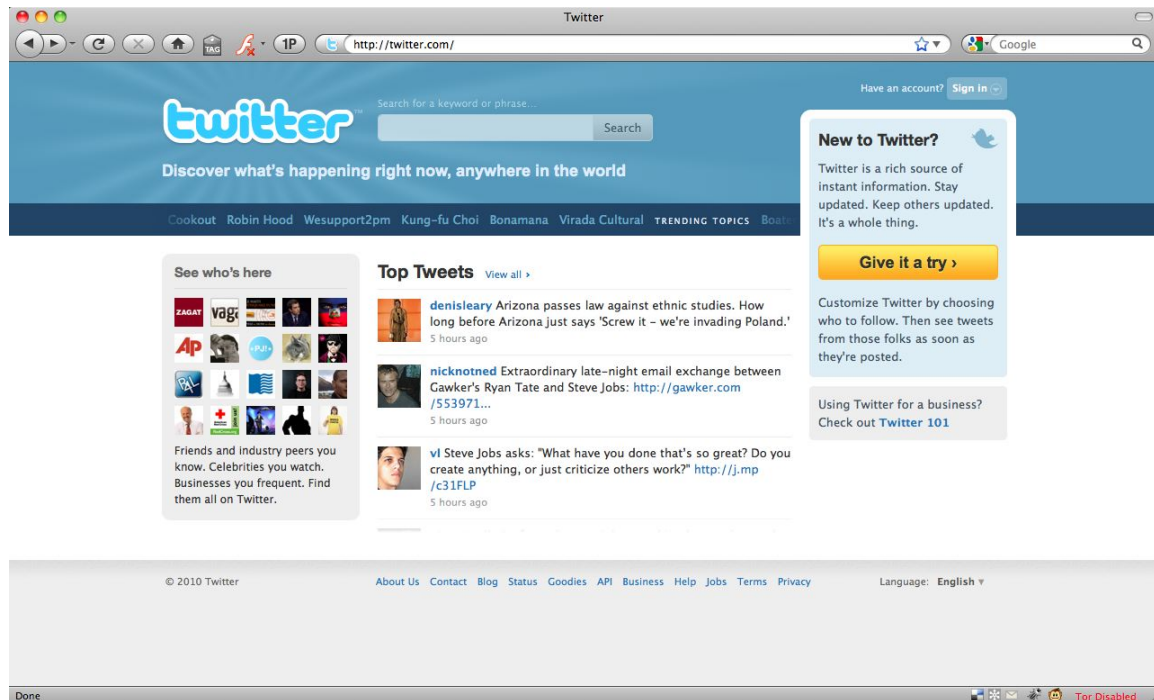 Twitter
TAG
1P
http://twitter.com/
Google
Have an account? Sign in
twitter™
Search for a keyword or phrase...
Search
Discover what's happening right now, anywhere in the world
Cookout Robin Hood Wesupport2pm Kung-fu Choi Bonamana Virada Cultural TRENDING TOPICS
New to Twitter?
Twitter is a rich source of
instant information. Stay
updated. Keep others updated.
It's a whole thing.
Give it a try ›
Customize Twitter by choosing
who to follow. Then see tweets
from those folks as soon as
they're posted.
Using Twitter for a business?
Check out Twitter 101
See who's here
ZAGAT vaga
AP
Friends and industry peers you
know. Celebrities you watch.
Businesses you frequent. Find
them all on Twitter.
Top Tweets View all ›
denisleary Arizona passes law against ethnic studies. How
long before Arizona just says 'Screw it – we're invading Poland.'
5 hours ago
nicknotned Extraordinary late-night email exchange between
Gawker's Ryan Tate and Steve Jobs: http://gawker.com
/553971...
5 hours ago
vl Steve Jobs asks: "What have you done that's so great? Do you
create anything, or just criticize others work?" http://j.mp
/c31FLP
5 hours ago
© 2010 Twitter
About Us Contact Blog Status Goodies API Business Help Jobs Terms Privacy
Language: English
Done
Tor Disabled